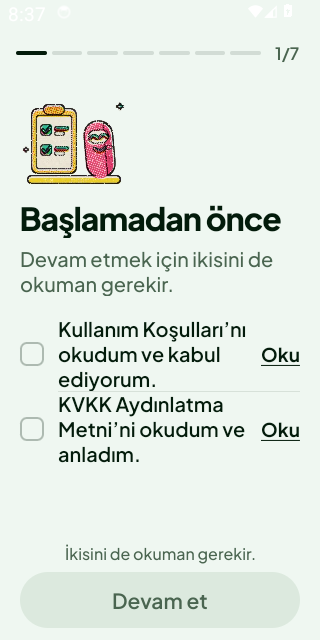 8:37
1/7
Başlamadan önce
Devam etmek için ikisini de
okuman gerekir.
Kullanım Koşulları’nı
okudum ve kabul
ediyorum.
Oku
KVKK Aydınlatma
Metni’ni okudum ve
anladım.
Oku
İkisini de okuman gerekir.
Devam et